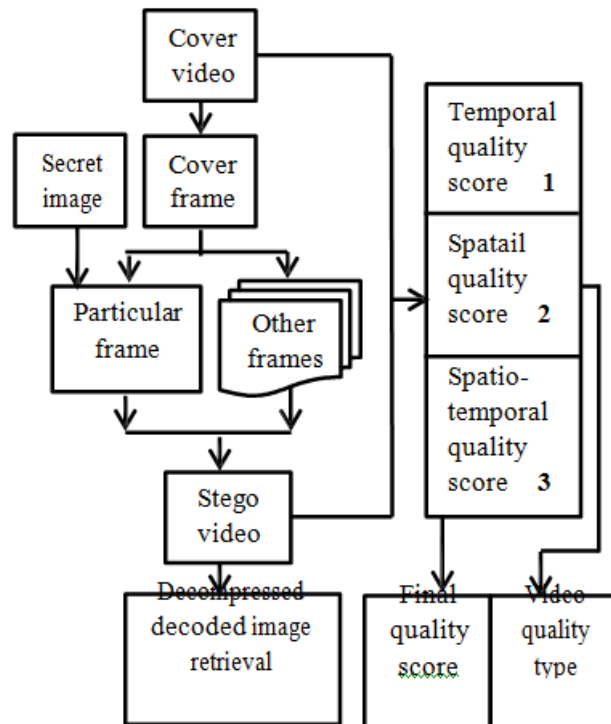 Cover
video
Secret
image
Cover
frame
Particular
frame
Other
frames
Stego
video
Decompressed
decoded image
retrieval
Temporal
quality
score 1
Spatail
quality
score 2
Spatio-
temporal
quality
score 3
Final
quality
score
Video
quality
type